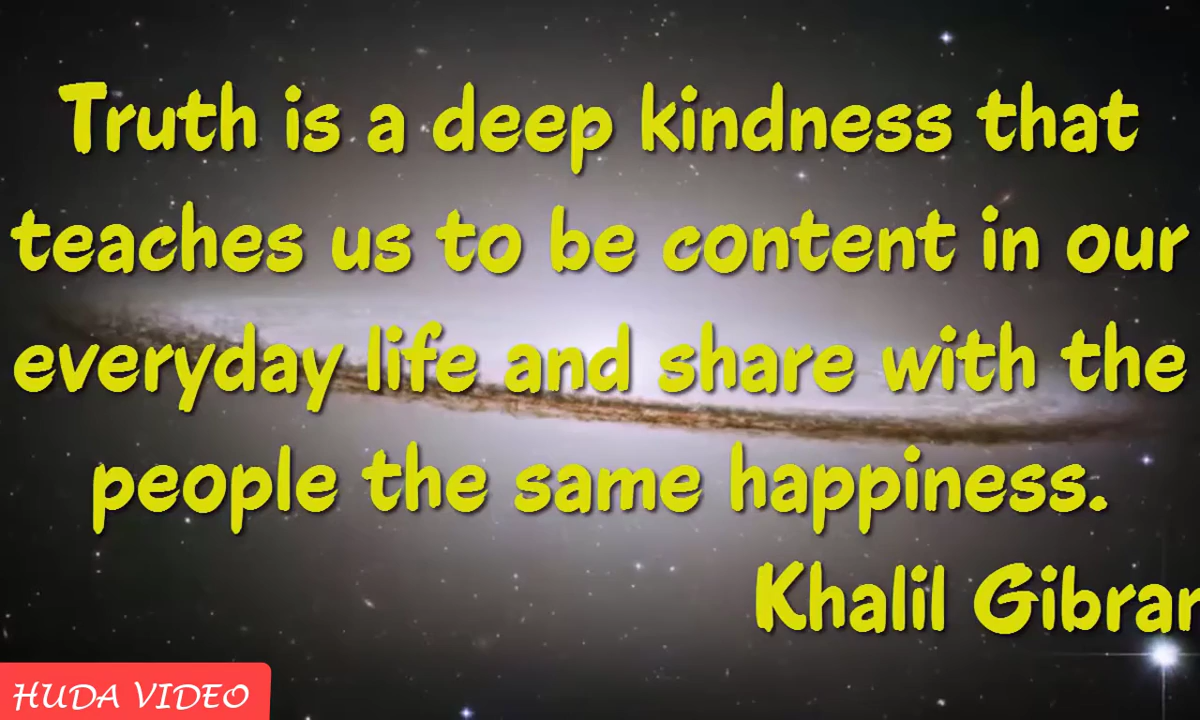 Truth is a deep kindness that
teaches us to be content in our
everyday life and share with the
people the same happiness.
Khalil Gibran
HUDA VIDEO